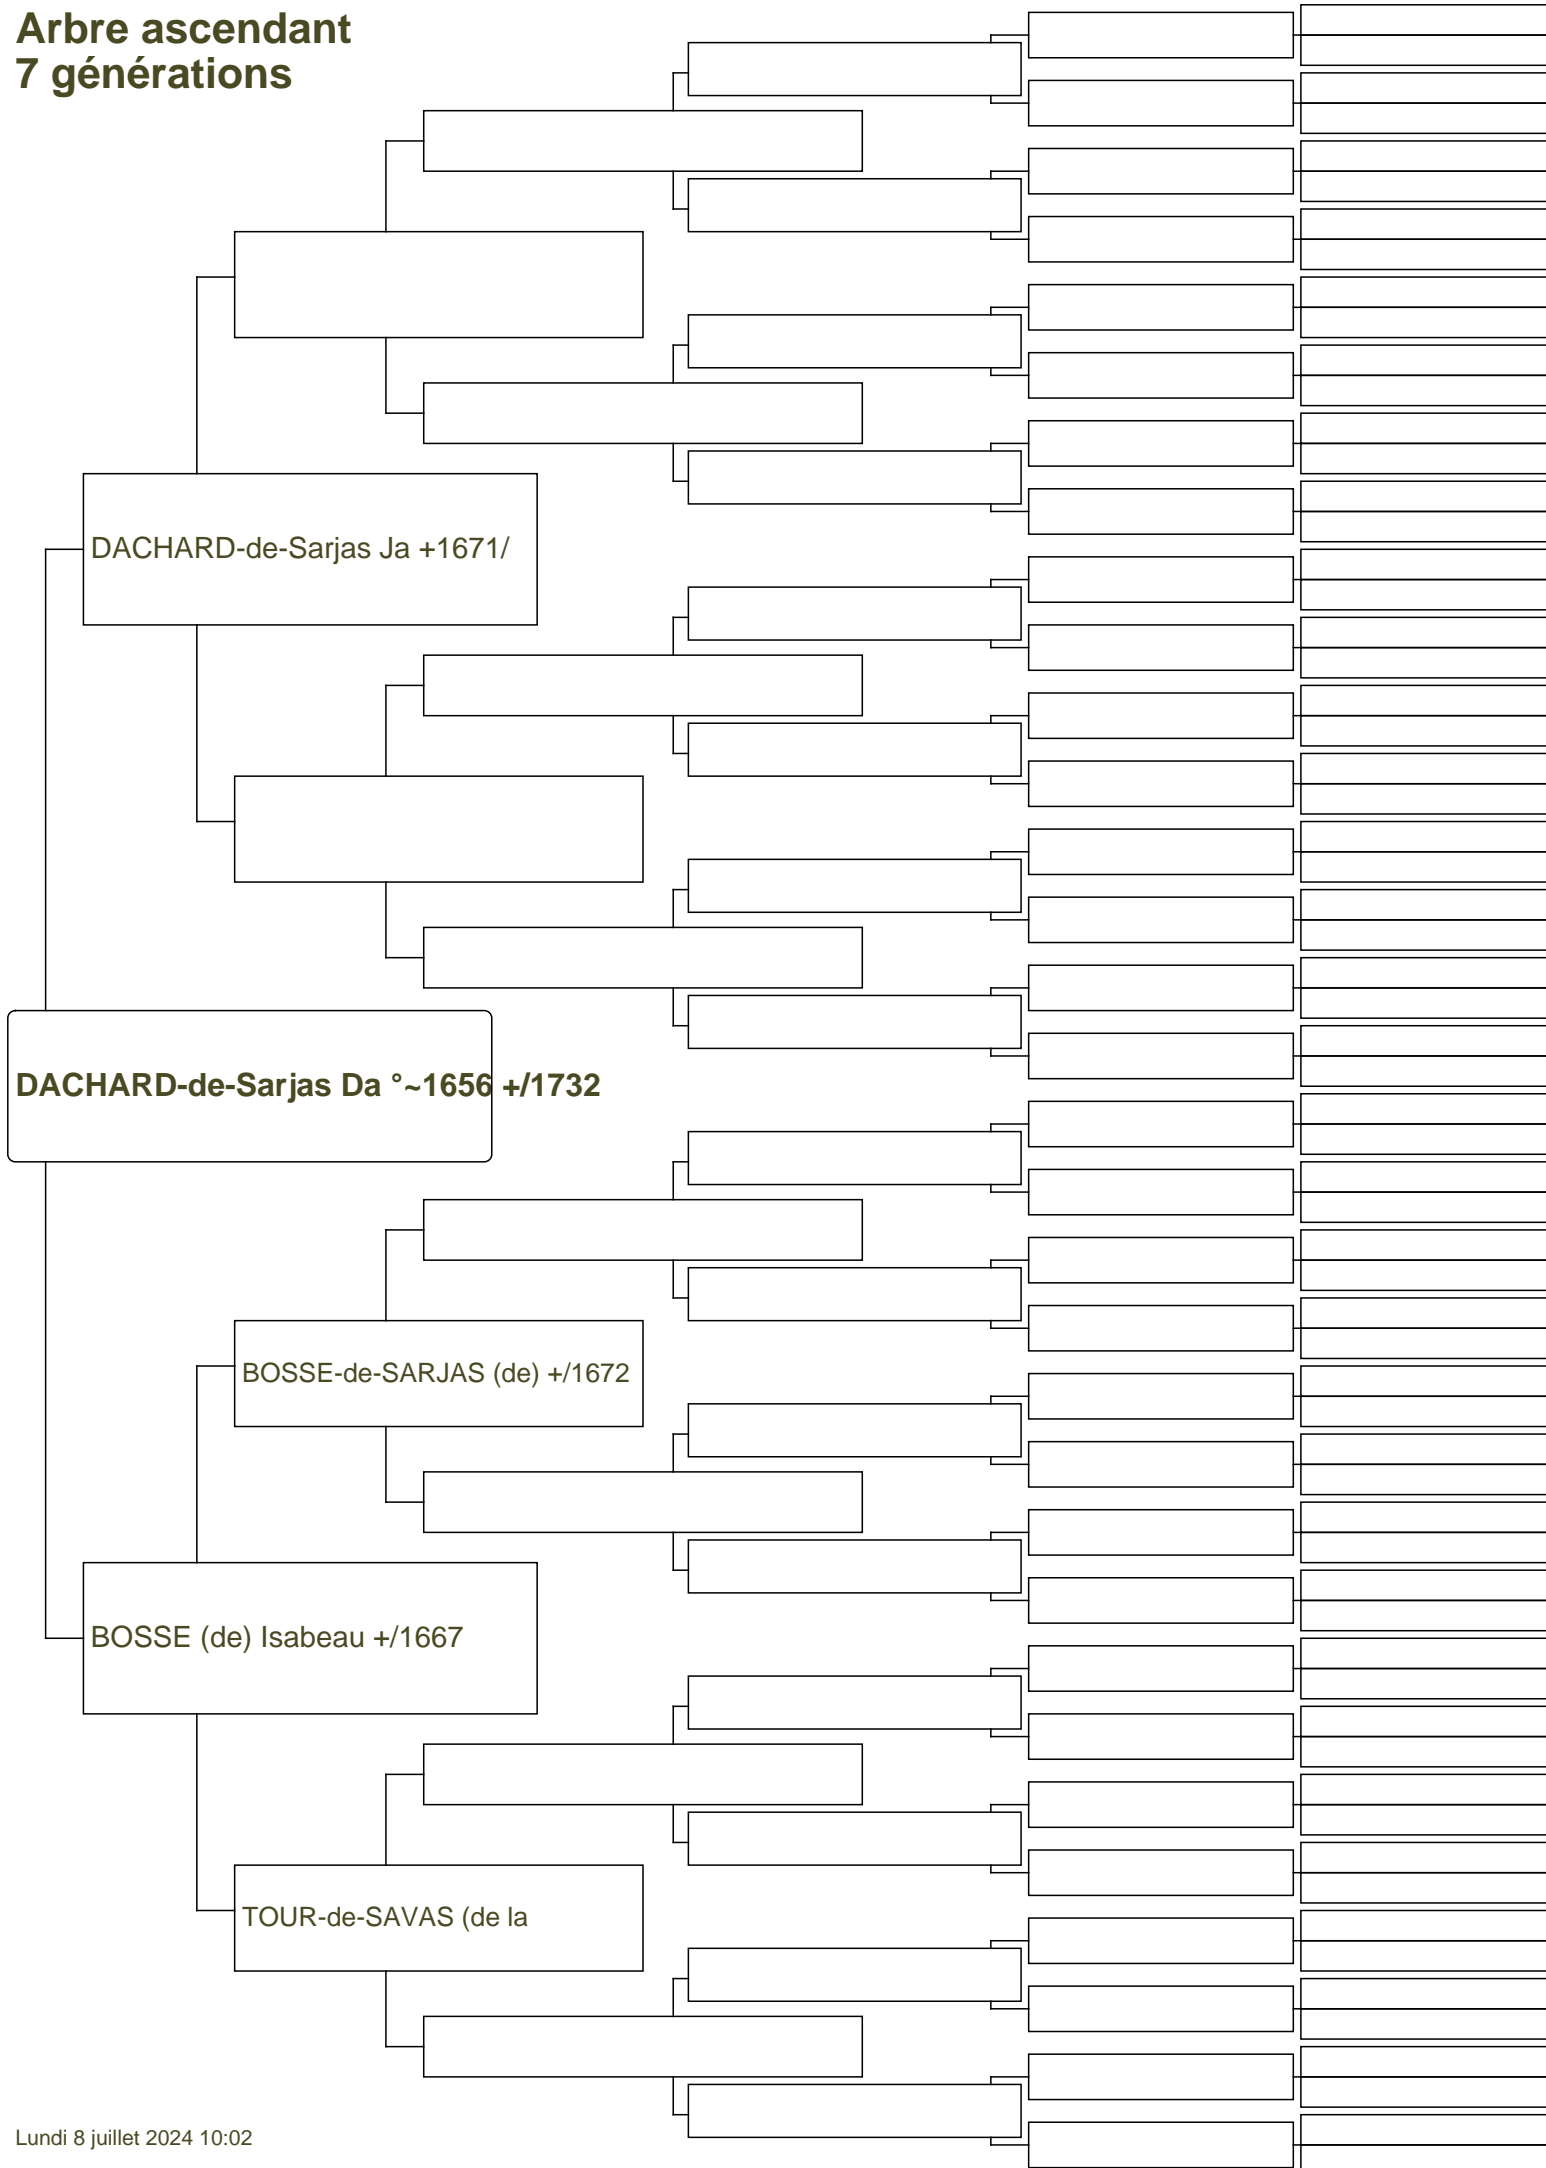 Arbre ascendant
7 générations
DACHARD-de-Sarjas Ja +1671/
DACHARD-de-Sarjas Da °~1656 +/1732
BOSSE-de-SARJAS (de) +/1672
BOSSE (de) Isabeau +/1667
TOUR-de-SAVAS (de la
Lundi 8 juillet 2024 10:02